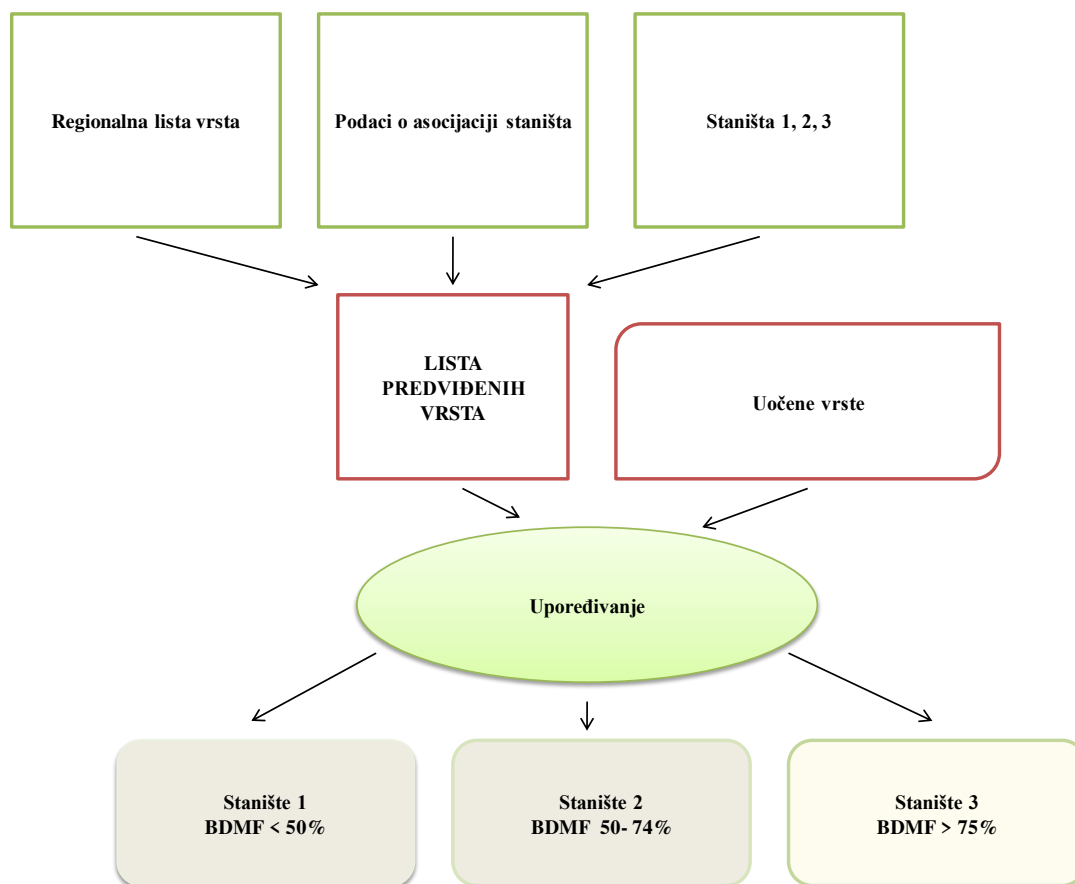 Regionalna lista vrsta
Podaci o asocijaciji staništa
Staništa 1, 2, 3
LISTA
PREDVIĐENIH
VRSTA
Uočene vrste
Upoređivanje
Stanište 1
BDMF < 50%
Stanište 2
BDMF 50- 74%
Stanište 3
BDMF > 75%